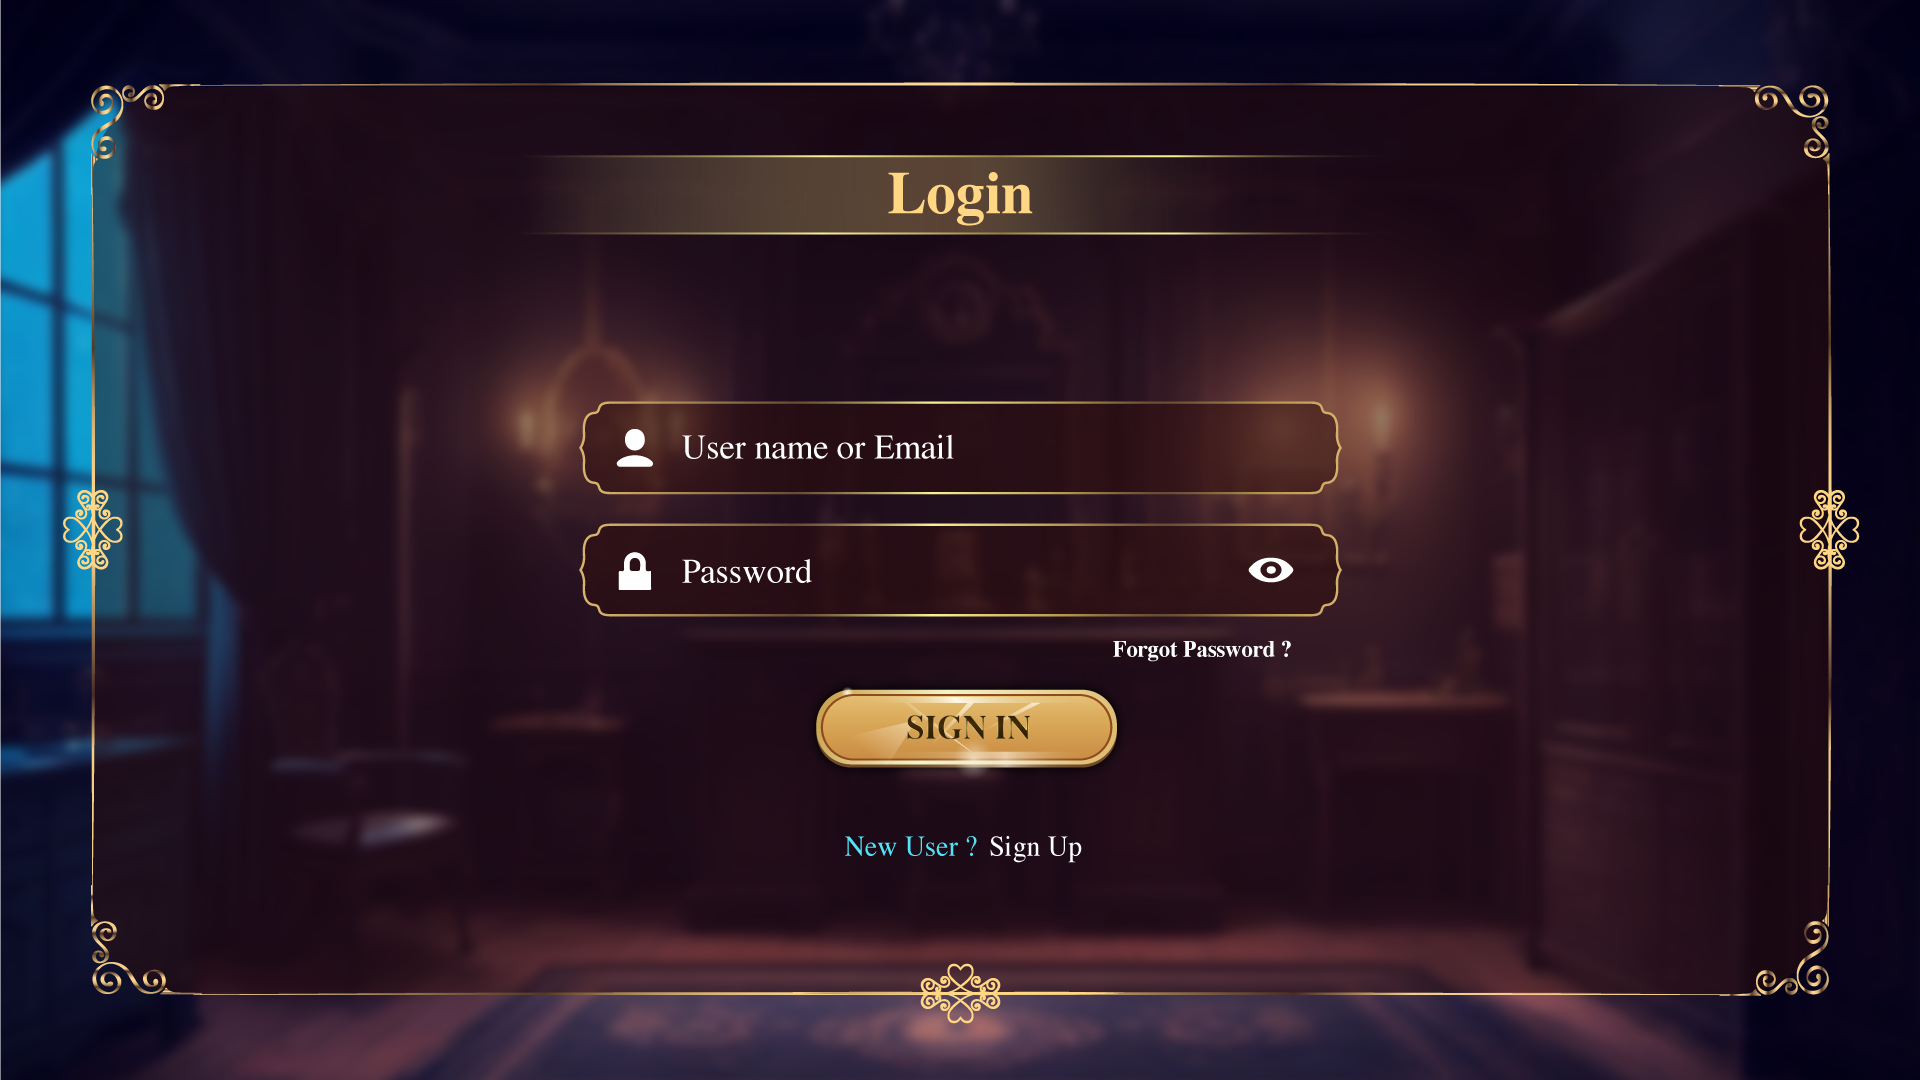 Login
User name or Email
Password
Forgot Password ?
SIGN IN
New User ? Sign Up